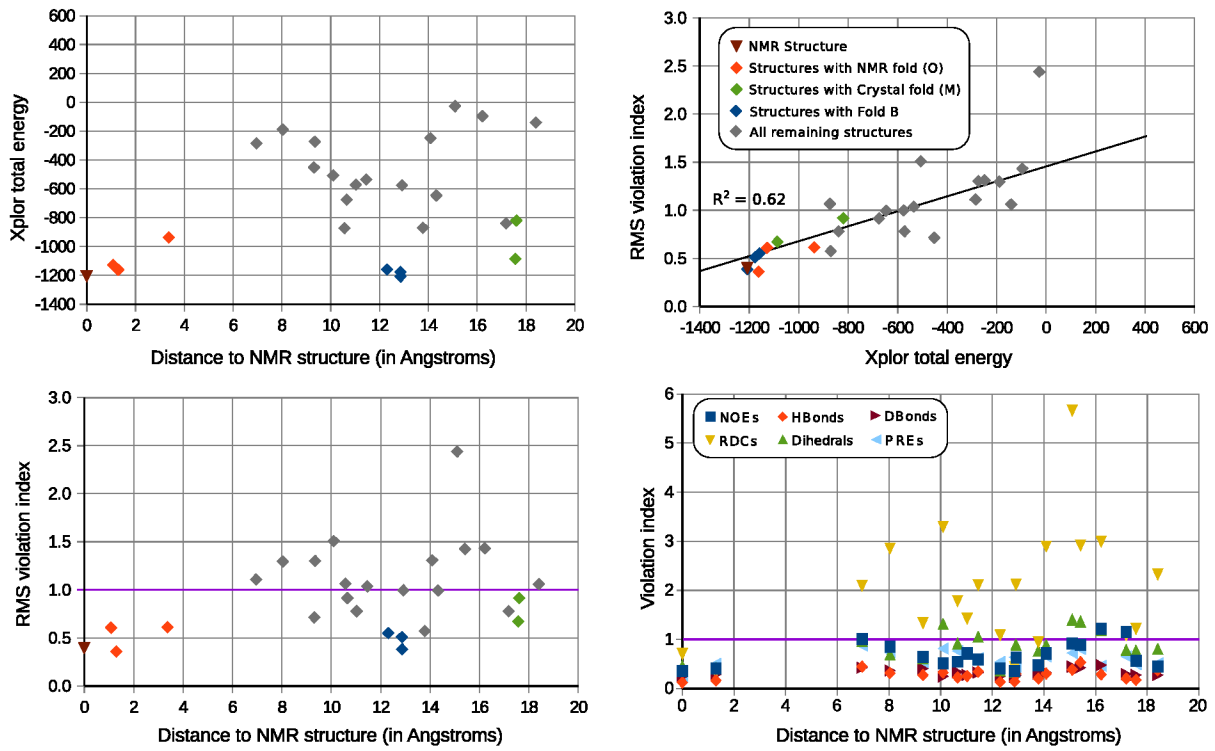 600
400
200
0
-200
-400
-600
-800
-1000
-1200
-1400
Xplor total energy
0 2 4 6 8 10 12 14 16 18 20
Distance to NMR structure (in Angstroms)
3.0
2.5
2.0
1.5
1.0
0.5
0.0
RMS violation index
NMR Structure
Structures with NMR fold (O)
Structures with Crystal fold (M)
Structures with Fold B
All remaining structures
R² = 0.62
-1400 -1200 -1000 -800 -600 -400 -200 0 200 400 600
Xplor total energy
3.0
2.5
2.0
1.5
1.0
0.5
0.0
RMS violation index
0 2 4 6 8 10 12 14 16 18 20
Distance to NMR structure (in Angstroms)
6
5
4
3
2
1
0
Violation index
NOEs HBonds DBonds
RDCs Dihedrals PREs
0 2 4 6 8 10 12 14 16 18 20
Distance to NMR structure (in Angstroms)